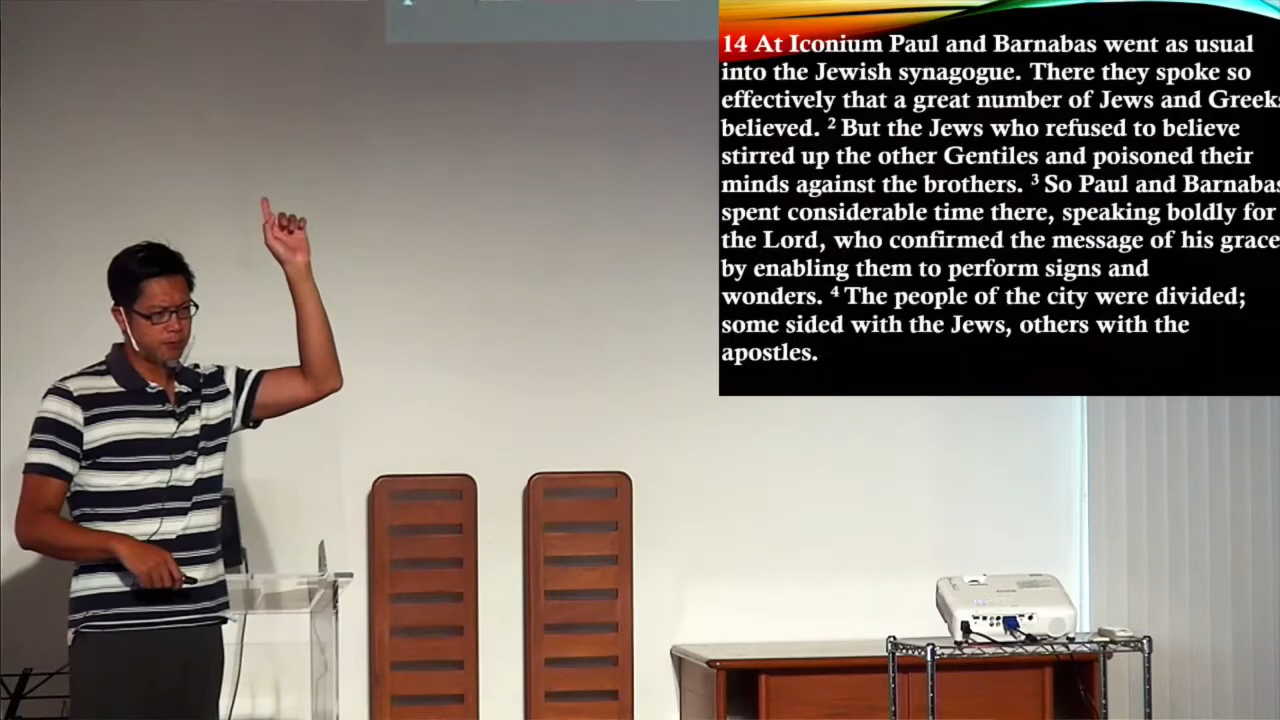 14 At Iconium Paul and Barnabas went as usual
into the Jewish synagogue. There they spoke so
effectively that a great number of Jews and Greeks
believed. 2 But the Jews who refused to believe
stirred up the other Gentiles and poisoned their
minds against the brothers. 3 So Paul and Barnabas
spent considerable time there, speaking boldly for
the Lord, who confirmed the message of his grace
by enabling them to perform signs and
wonders. 4 The people of the city were divided;
some sided with the Jews, others with the
apostles.